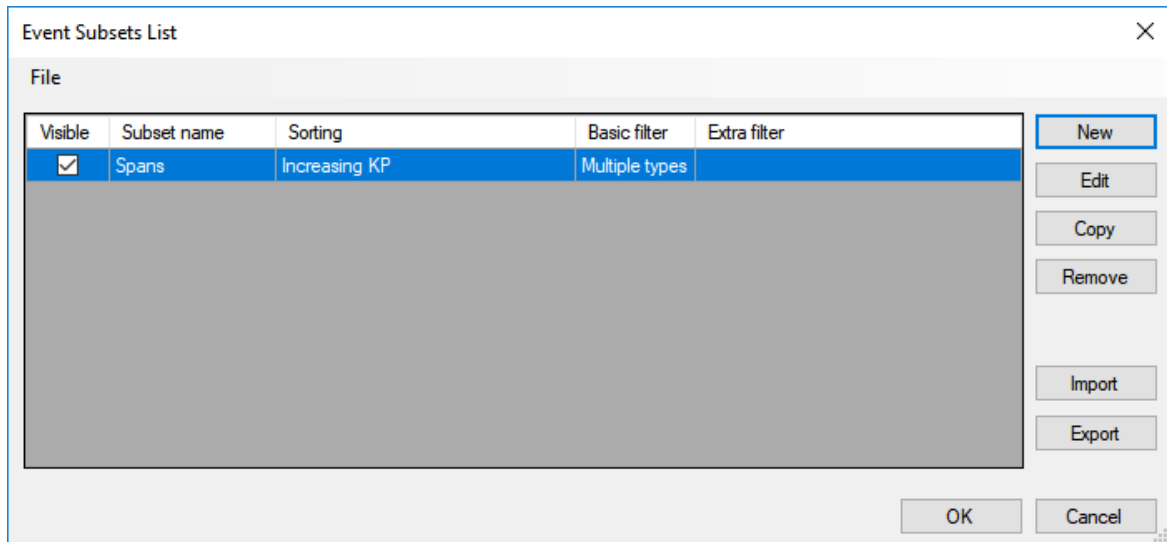 Event Subsets List
File
Visible Subset name Sorting Basic filter Extra filter
Spans Increasing KP Multiple types
New
Edit
Copy
Remove
Import
Export
OK Cancel